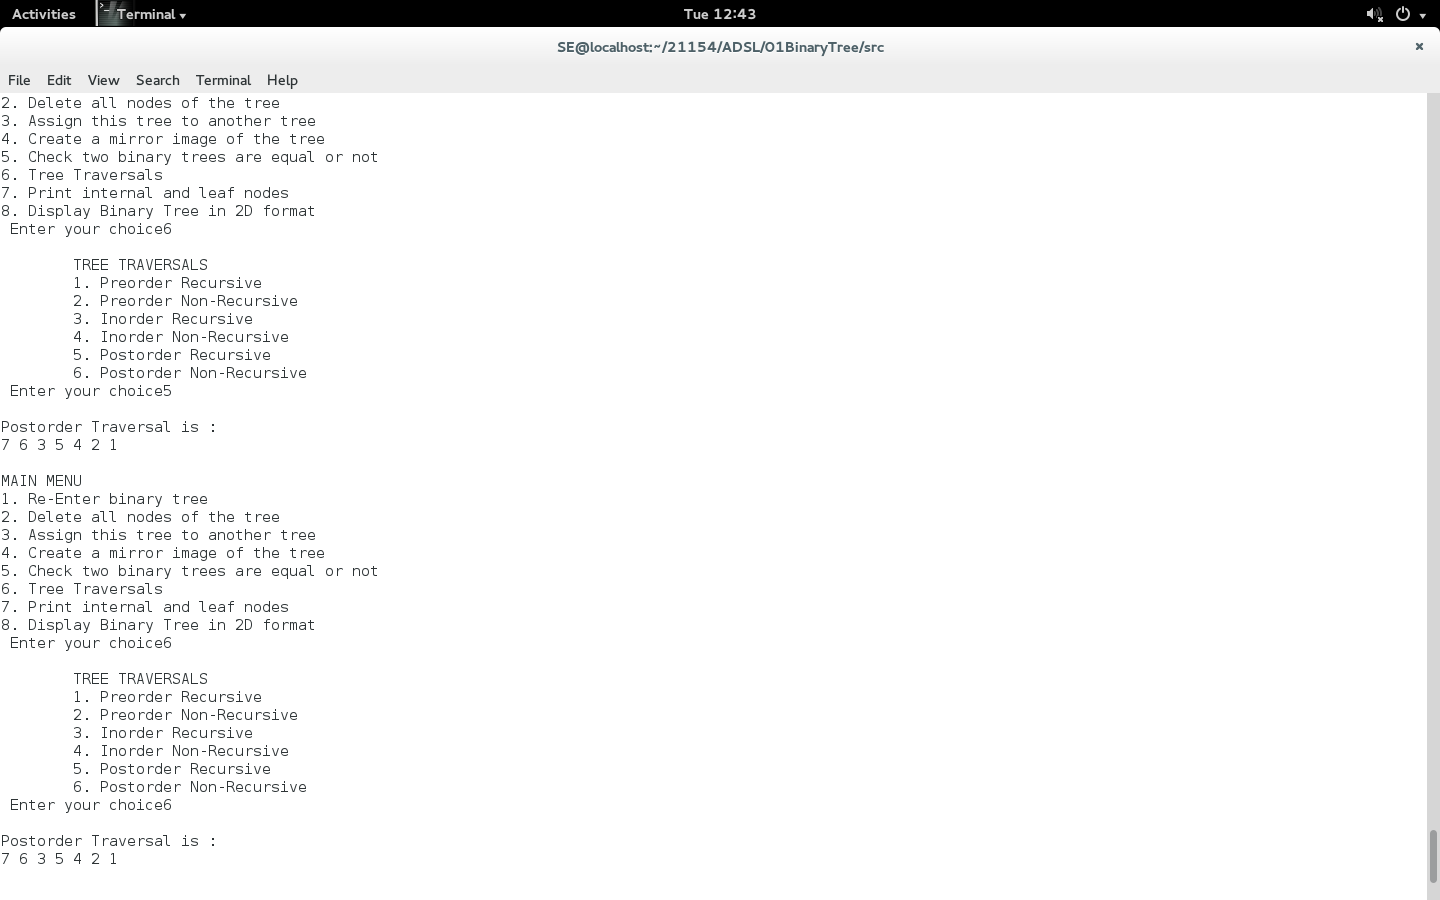 Activities Terminal Tue 12:43
SE@localhost:~/21154/ADSL/01BinaryTree/src
File Edit View Search Terminal Help
2. Delete all nodes of the tree
3. Assign this tree to another tree
4. Create a mirror image of the tree
5. Check two binary trees are equal or not
6. Tree Traversals
7. Print internal and leaf nodes
8. Display Binary Tree in 2D format
Enter your choice6
TREE TRAVERSALS
1. Preorder Recursive
2. Preorder Non-Recursive
3. Inorder Recursive
4. Inorder Non-Recursive
5. Postorder Recursive
6. Postorder Non-Recursive
Enter your choice5
Postorder Traversal is :
7 6 3 5 4 2 1
MAIN MENU
1. Re-Enter binary tree
2. Delete all nodes of the tree
3. Assign this tree to another tree
4. Create a mirror image of the tree
5. Check two binary trees are equal or not
6. Tree Traversals
7. Print internal and leaf nodes
8. Display Binary Tree in 2D format
Enter your choice6
TREE TRAVERSALS
1. Preorder Recursive
2. Preorder Non-Recursive
3. Inorder Recursive
4. Inorder Non-Recursive
5. Postorder Recursive
6. Postorder Non-Recursive
Enter your choice6
Postorder Traversal is :
7 6 3 5 4 2 1